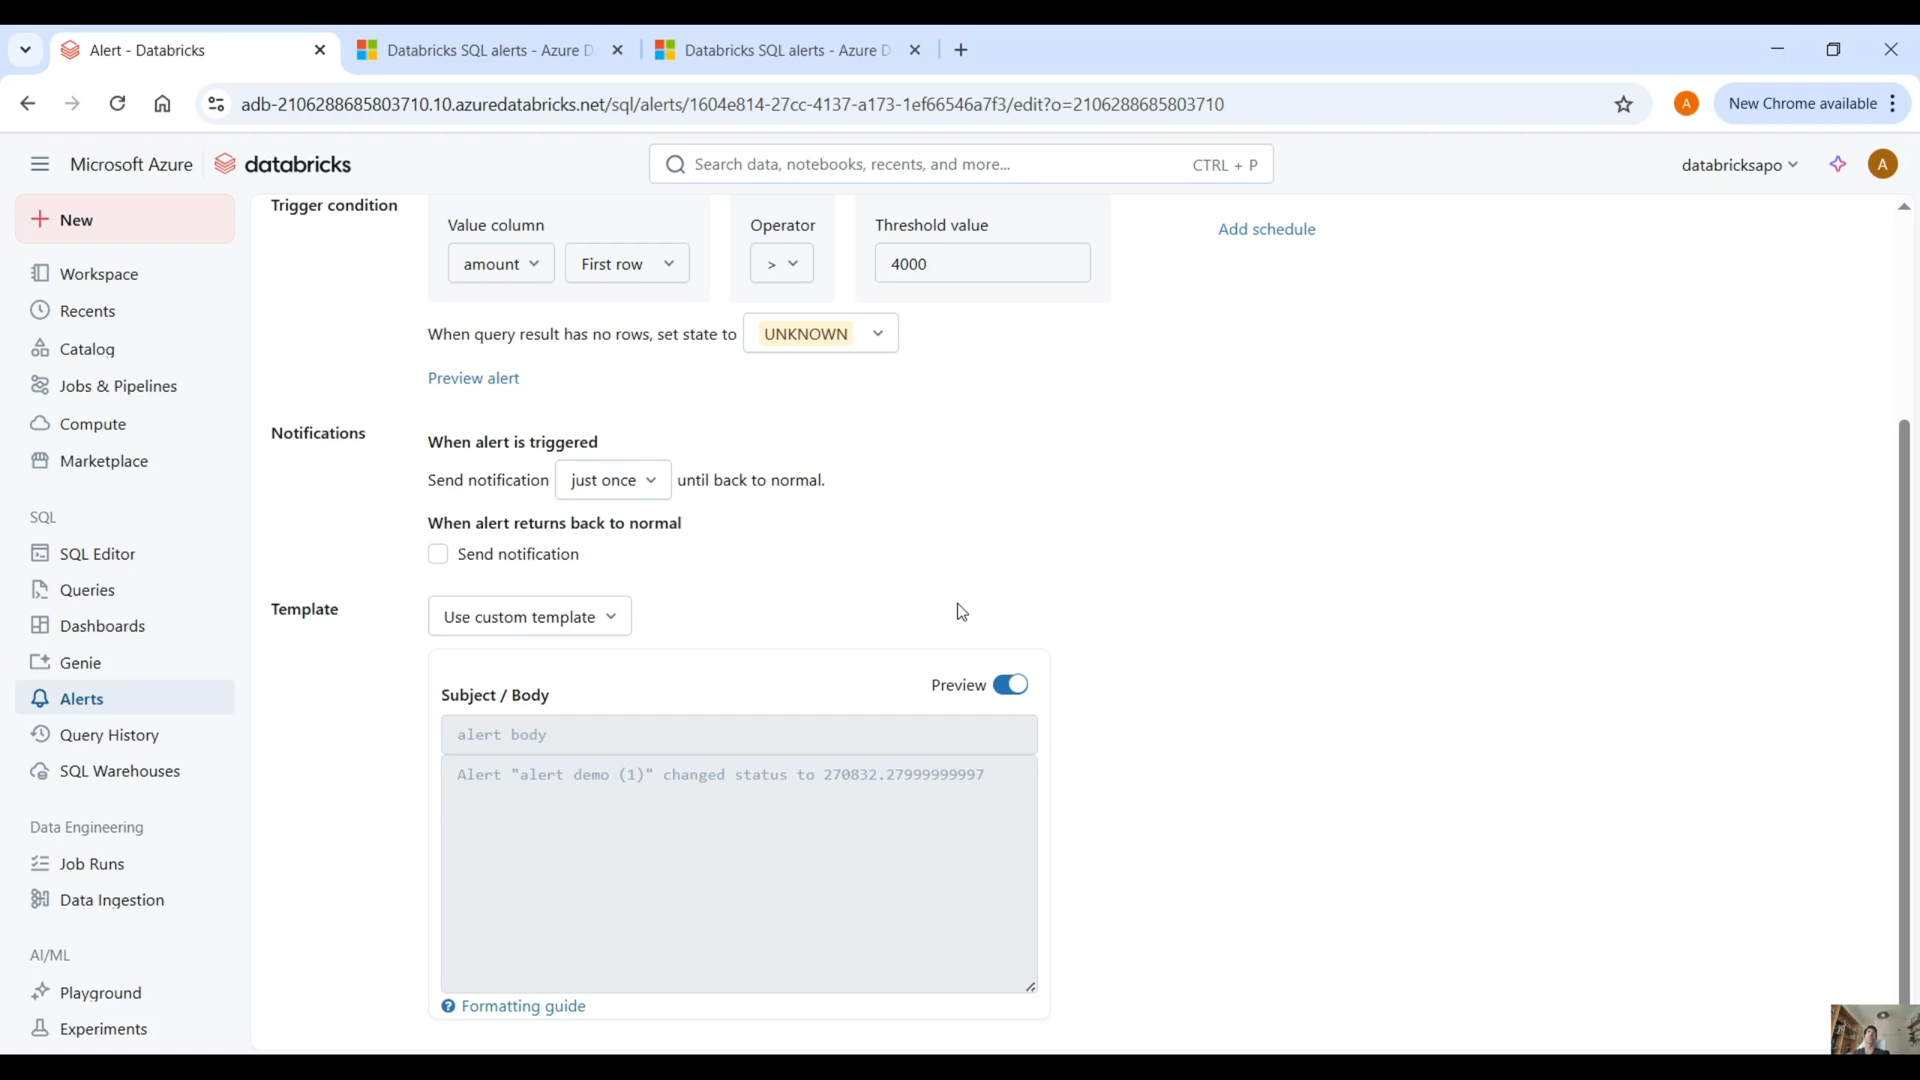 Alert - Databricks
Databricks SQL alerts - Azure D
Databricks SQL alerts - Azure D
adb-2106288685803710.10.azuredatabricks.net/sql/alerts/1604e814-27cc-4137-a173-1ef66546a7f3/edit?o=2106288685803710
A
New Chrome available
Microsoft Azure
databricks
Search data, notebooks, recents, and more...
CTRL + P
databricksapo
A
New
Workspace
Recents
Catalog
Jobs & Pipelines
Compute
Marketplace
SQL
SQL Editor
Queries
Dashboards
Genie
Alerts
Query History
SQL Warehouses
Data Engineering
Job Runs
Data Ingestion
AI/ML
Playground
Experiments
Trigger condition
Value column
Operator
Threshold value
amount
First row
>
4000
When query result has no rows, set state to UNKNOWN
Preview alert
Add schedule
Notifications
When alert is triggered
Send notification just once until back to normal.
When alert returns back to normal
Send notification
Template
Use custom template
Preview
Subject / Body
alert body
Alert "alert demo (1)" changed status to 270832.27999999997
Formatting guide